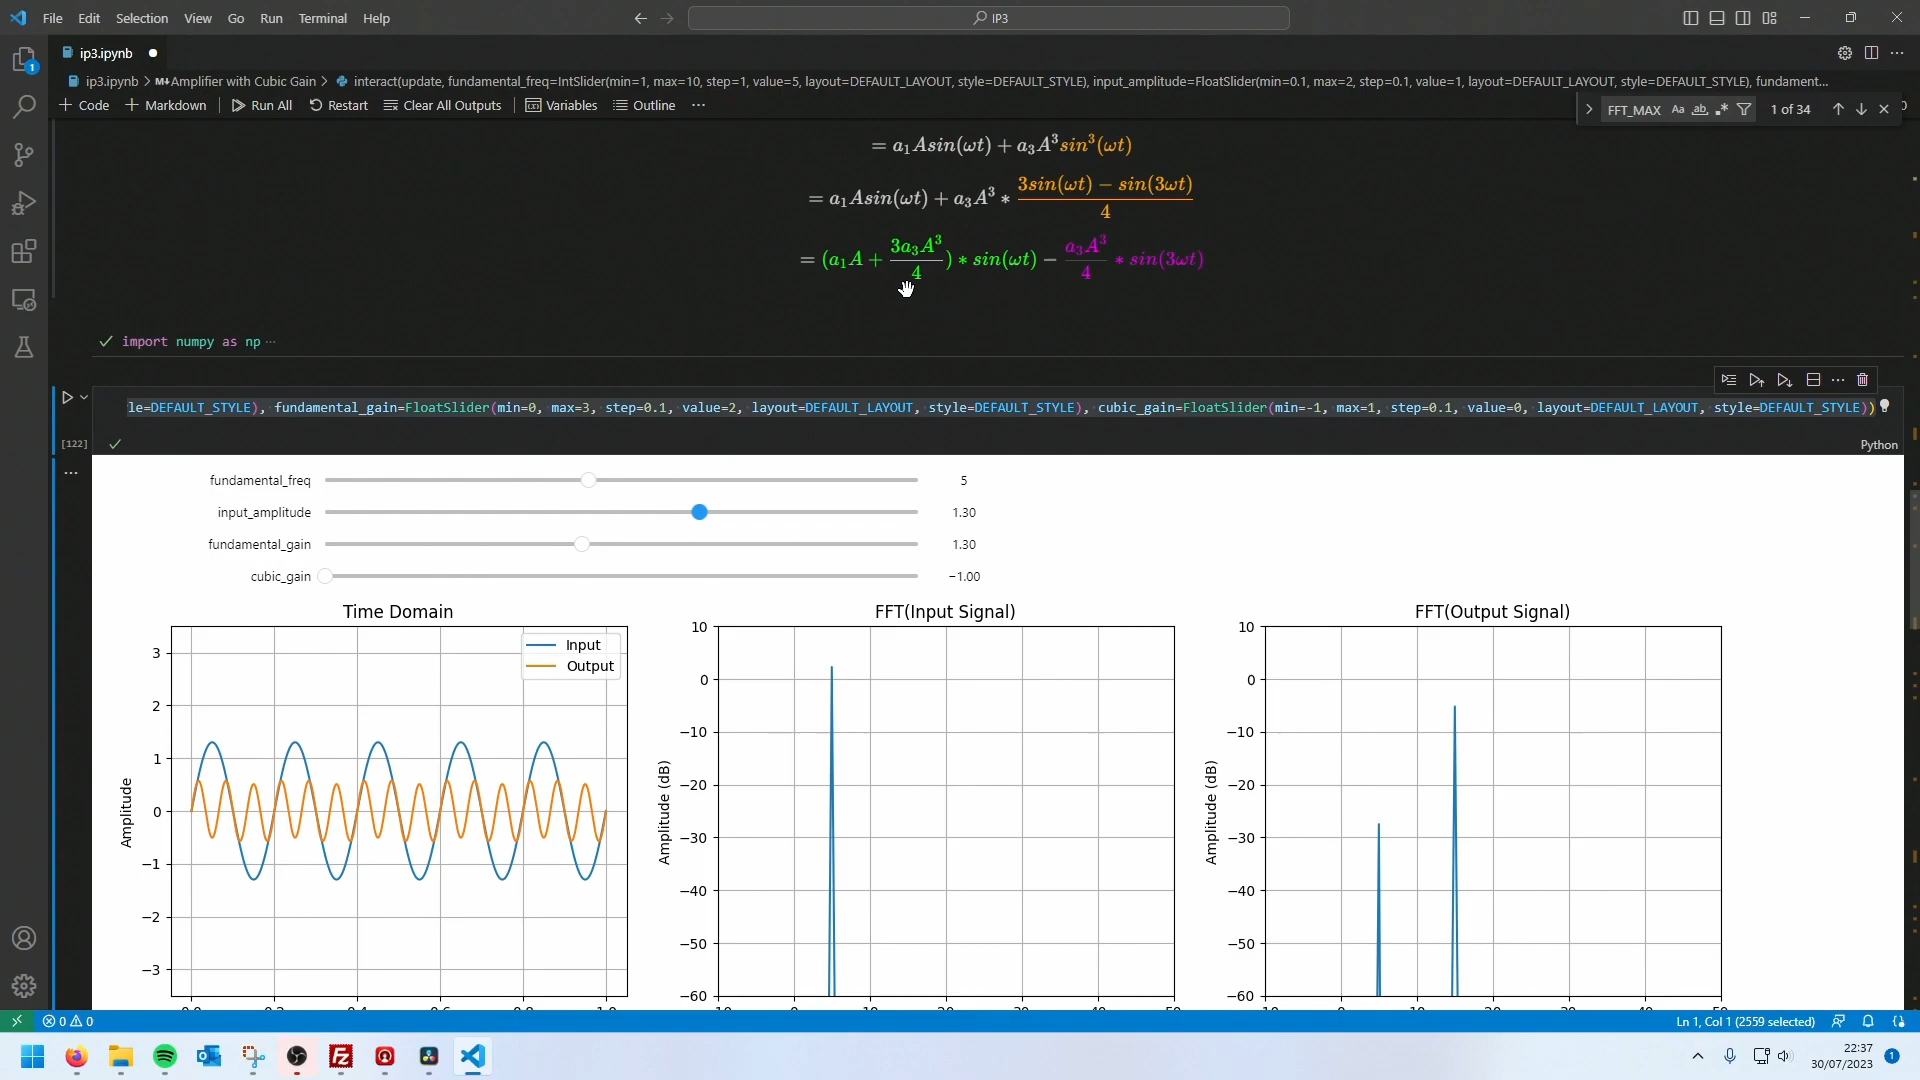 File Edit Selection View Go Run Terminal Help
IP3
ip3.ipynb
ip3.ipynb > M↓Amplifier with Cubic Gain > interact(update, fundamental_freq=IntSlider(min=1, max=10, step=1, value=5, layout=DEFAULT_LAYOUT, style=DEFAULT_STYLE), input_amplitude=FloatSlider(min=0.1, max=2, step=0.1, value=1, layout=DEFAULT_LAYOUT, style=DEFAULT_STYLE), fundament...
+ Code + Markdown Run All Restart Clear All Outputs Variables Outline ...
FFT_MAX Aa ab 1 of 34
= a₁Asin(ωt) + a₃A³sin³(ωt)
= a₁Asin(ωt) + a₃A³ * (3sin(ωt) − sin(3ωt))/4
= (a₁A + 3a₃A³/4) * sin(ωt) − a₃A³/4 * sin(3ωt)
import numpy as np ...
le=DEFAULT_STYLE), fundamental_gain=FloatSlider(min=0, max=3, step=0.1, value=2, layout=DEFAULT_LAYOUT, style=DEFAULT_STYLE), cubic_gain=FloatSlider(min=-1, max=1, step=0.1, value=0, layout=DEFAULT_LAYOUT, style=DEFAULT_STYLE))
[122]
Python
fundamental_freq 5
input_amplitude 1.30
fundamental_gain 1.30
cubic_gain −1.00
Time Domain
Input
Output
3
2
1
0
−1
−2
−3
Amplitude
FFT(Input Signal)
10
0
−10
−20
−30
−40
−50
−60
Amplitude (dB)
FFT(Output Signal)
10
0
−10
−20
−30
−40
−50
−60
Amplitude (dB)
0 0
Ln 1, Col 1 (2559 selected)
22:37
30/07/2023
1